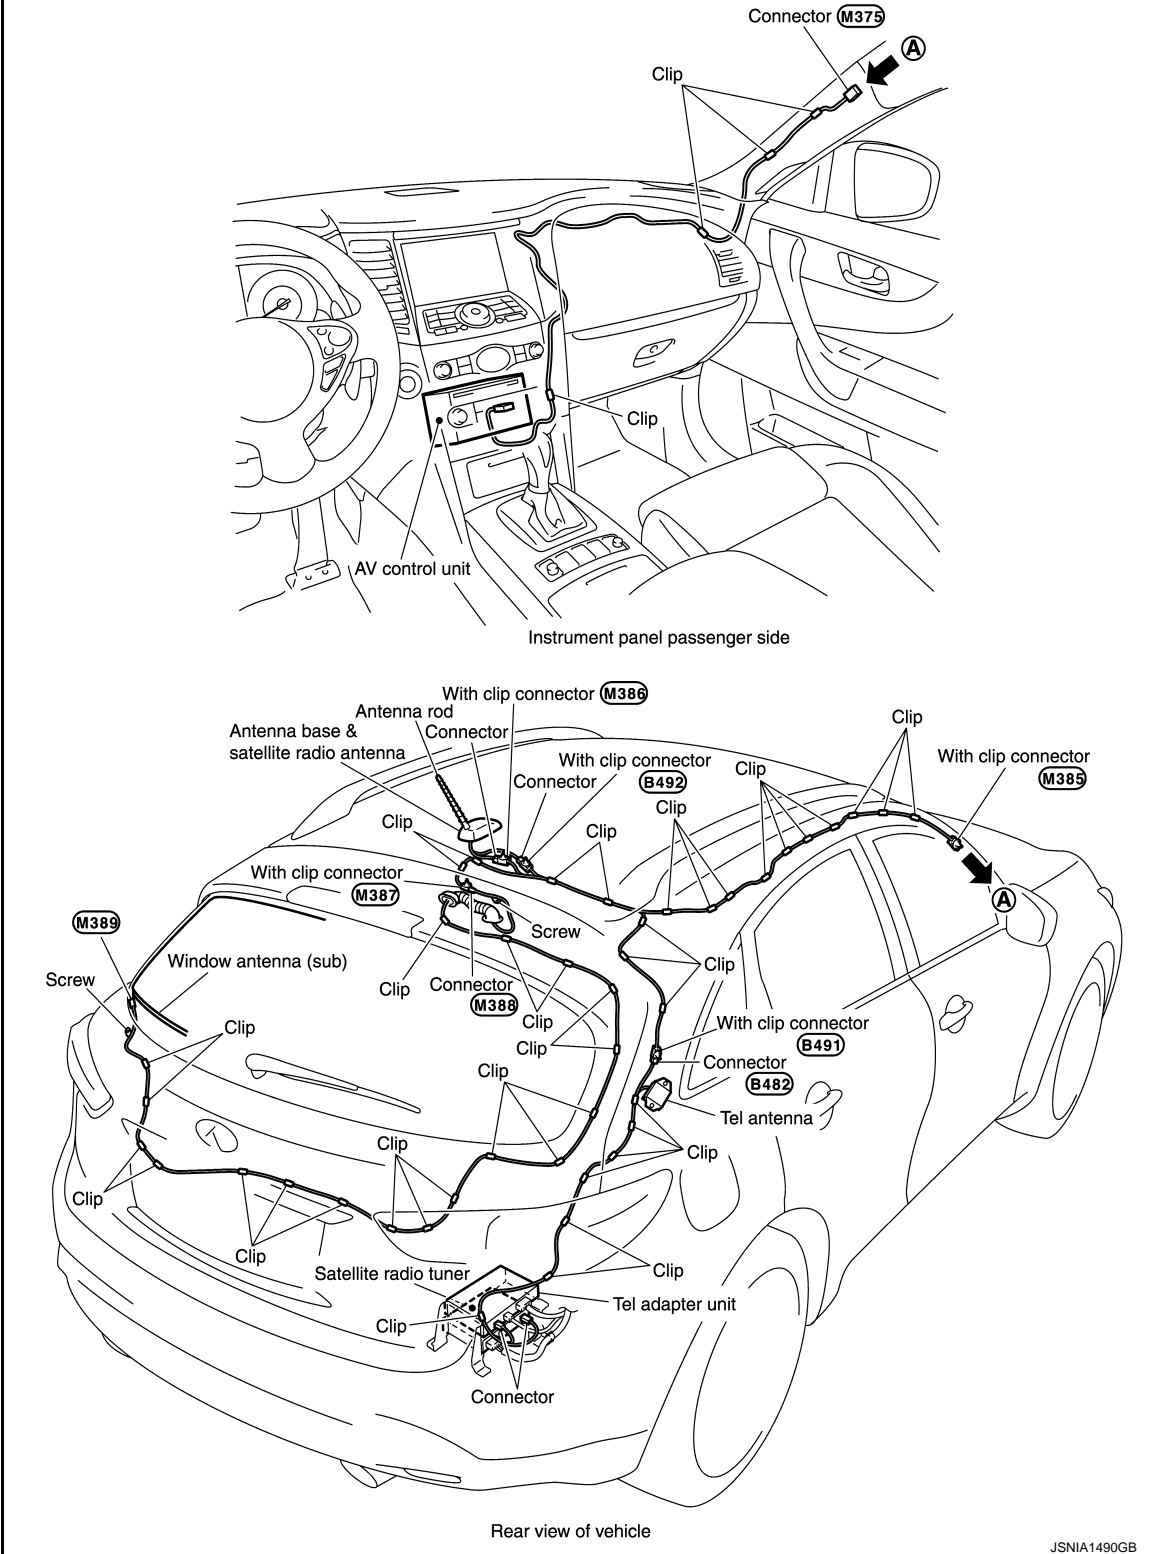 Connector M375
A
Clip
Clip
AV control unit
Instrument panel passenger side
With clip connector M386
Antenna rod
Connector
Antenna base &
satellite radio antenna
Clip
With clip connector
M385
With clip connector
B492
Connector
Clip
Clip
Clip
Clip
With clip connector
M387
A
M389
Screw
Window antenna (sub)
Screw
Clip
Connector
M388
Clip
Clip
Clip
Clip
With clip connector
B491
Connector
B482
Clip
Tel antenna
Clip
Clip
Clip
Clip
Clip
Satellite radio tuner
Tel adapter unit
Clip
Connector
Rear view of vehicle
JSNIA1490GB